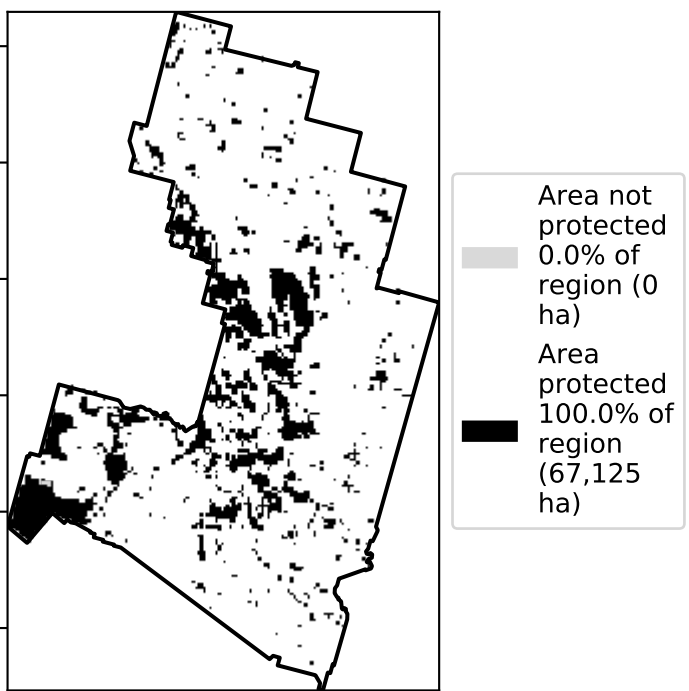 Area not
protected
0.0% of
region (0
ha)
Area
protected
100.0% of
region
(67,125
ha)